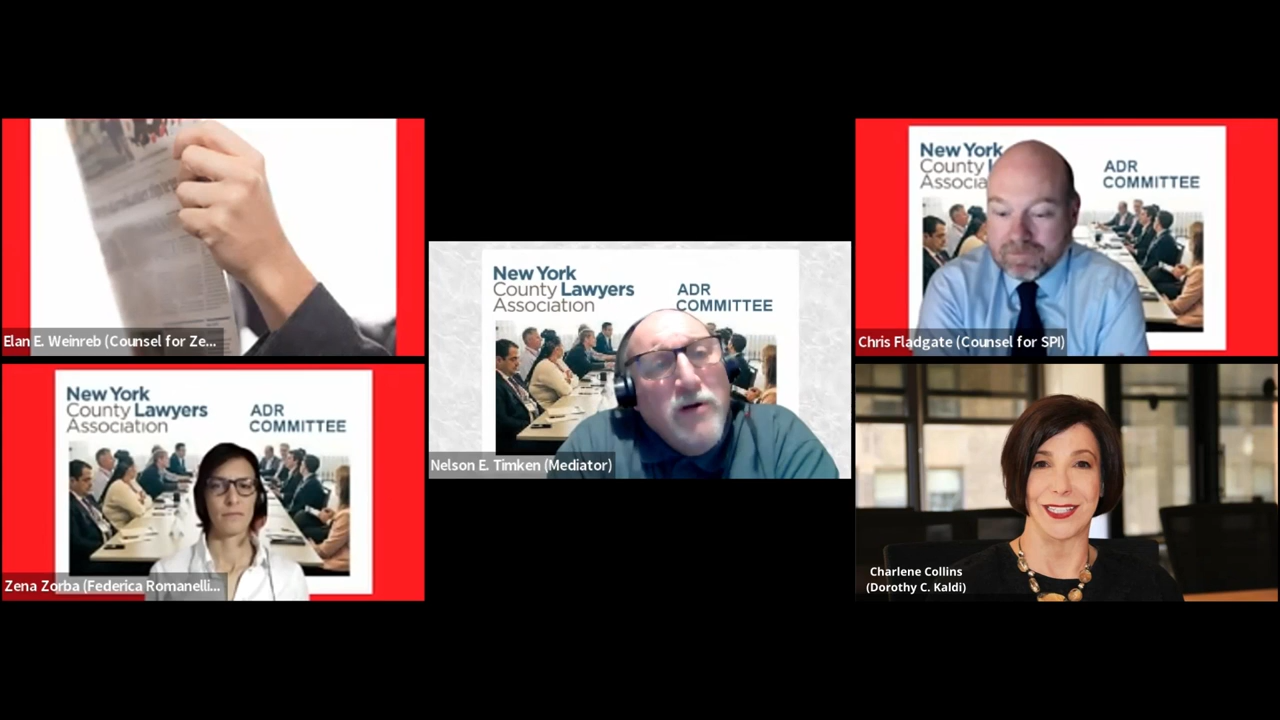 Elan E. Weinreb (Counsel for Ze...
New York
County L
Associa
ADR
COMMITTEE
Chris Fladgate (Counsel for SPI)
New York
County Lawyers
Association
ADR
COMMITTEE
Nelson E. Timken (Mediator)
New York
County Lawyers
Association
ADR
COMMITTEE
Zena Zorba (Federica Romanelli...
Charlene Collins
(Dorothy C. Kaldi)